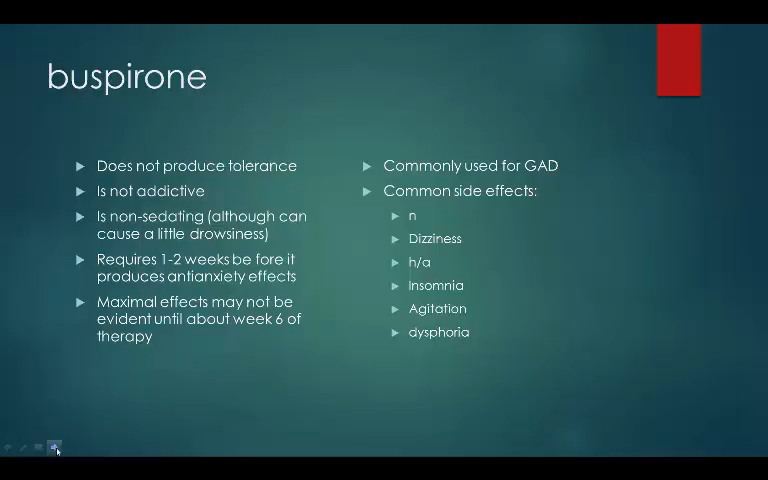 buspirone
Does not produce tolerance
Is not addictive
Is non-sedating (although can
cause a little drowsiness)
Requires 1-2 weeks be fore it
produces antianxiety effects
Maximal effects may not be
evident until about week 6 of
therapy
Commonly used for GAD
Common side effects:
n
Dizziness
h/a
Insomnia
Agitation
dysphoria